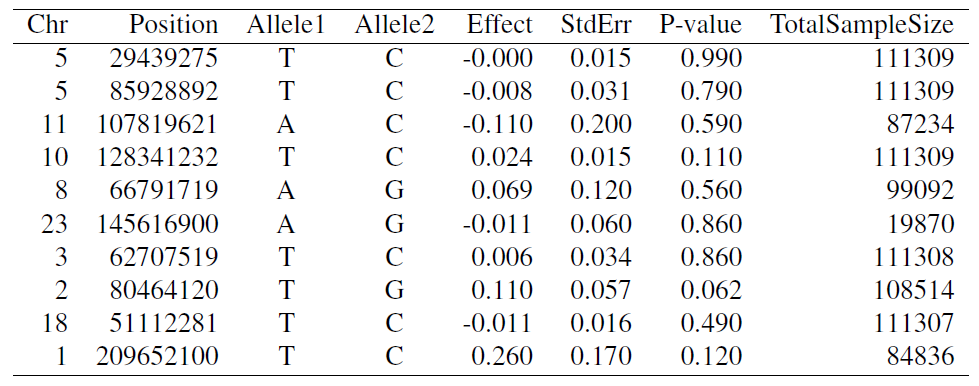 Chr Position Allele1 Allele2 Effect StdErr P-value TotalSampleSize
5 29439275 T C -0.000 0.015 0.990 111309
5 85928892 T C -0.008 0.031 0.790 111309
11 107819621 A C -0.110 0.200 0.590 87234
10 128341232 T C 0.024 0.015 0.110 111309
8 66791719 A G 0.069 0.120 0.560 99092
23 145616900 A G -0.011 0.060 0.860 19870
3 62707519 T C 0.006 0.034 0.860 111308
2 80464120 T G 0.110 0.057 0.062 108514
18 51112281 T C -0.011 0.016 0.490 111307
1 209652100 T C 0.260 0.170 0.120 84836